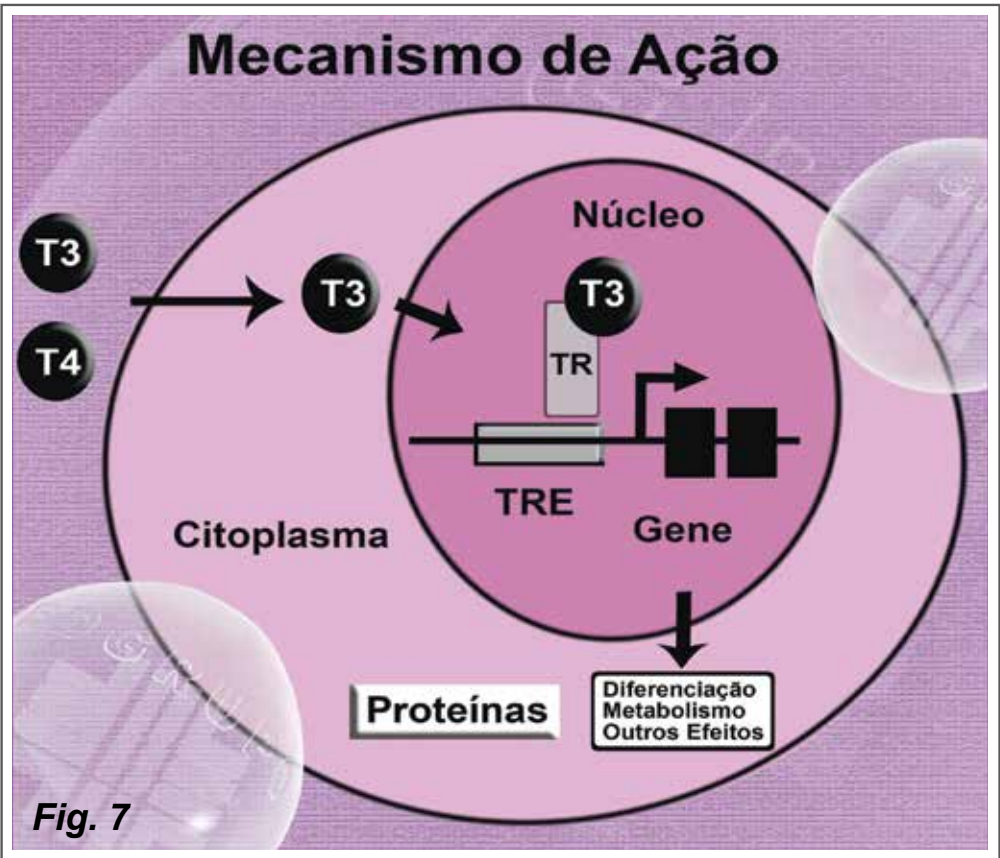 Mecanismo de Ação
Núcleo
T3
T3
T3
T4
TR
TRE
Gene
Citoplasma
Proteínas
Diferenciação
Metabolismo
Outros Efeitos
Fig. 7